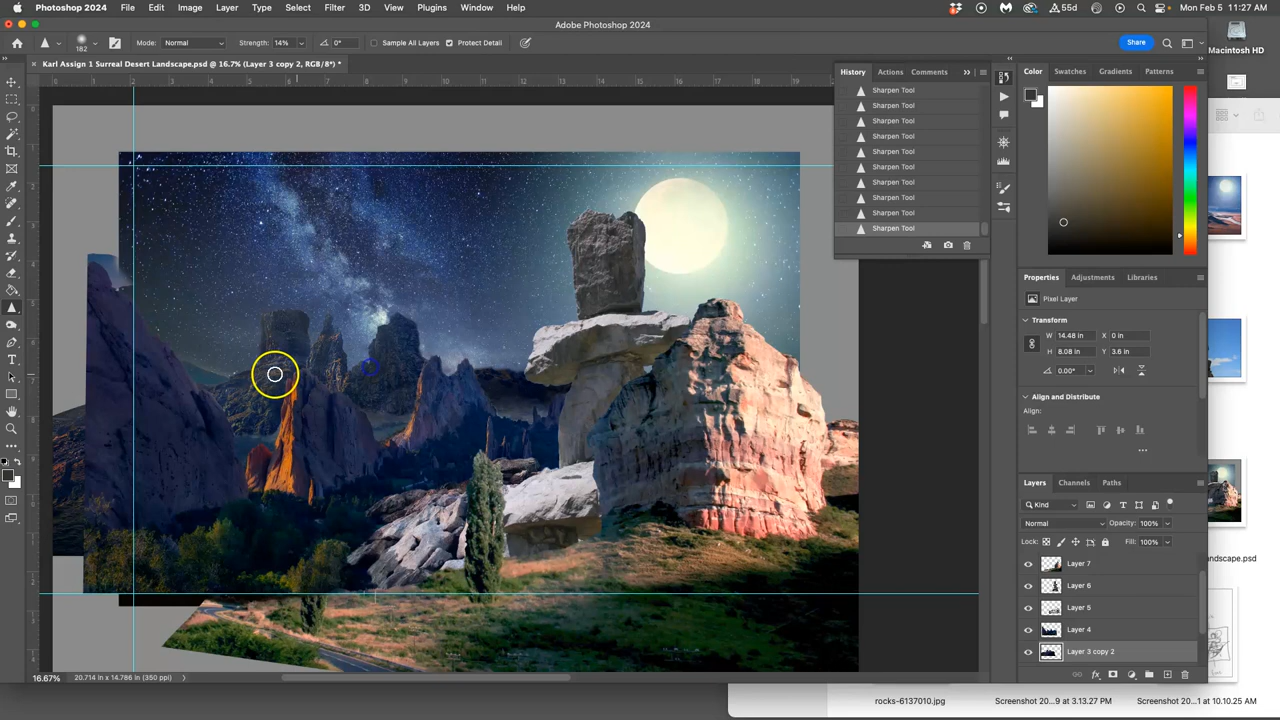 Photoshop 2024 File Edit Image Layer Type Select Filter 3D View Plugins Window Help 55d Mon Feb 5 11:27 AM
Adobe Photoshop 2024
182 Mode: Normal Strength: 14% 0° Sample All Layers Protect Detail Share
Macintosh HD
Karl Assign 1 Surreal Desert Landscape.psd @ 16.7% (Layer 3 copy 2, RGB/8*) *
History Actions Comments
Color Swatches Gradients Patterns
Sharpen Tool
Sharpen Tool
Sharpen Tool
Sharpen Tool
Sharpen Tool
Sharpen Tool
Sharpen Tool
Sharpen Tool
Sharpen Tool
Sharpen Tool
Properties Adjustments Libraries
Pixel Layer
Transform
W 14.48 in X 0 in
H 8.08 in Y 3.6 in
0.00°
Align and Distribute
Align:
Layers Channels Paths
Kind
Normal Opacity: 100%
Lock: Fill: 100%
Layer 7
Layer 6
Layer 5
Layer 4
Layer 3 copy 2
andscape.psd
16.67% 20.714 in x 14.786 in (350 ppi)
rocks-6137010.jpg Screenshot 20...9 at 3.13.27 PM Screenshot 20...1 at 10.10.25 AM